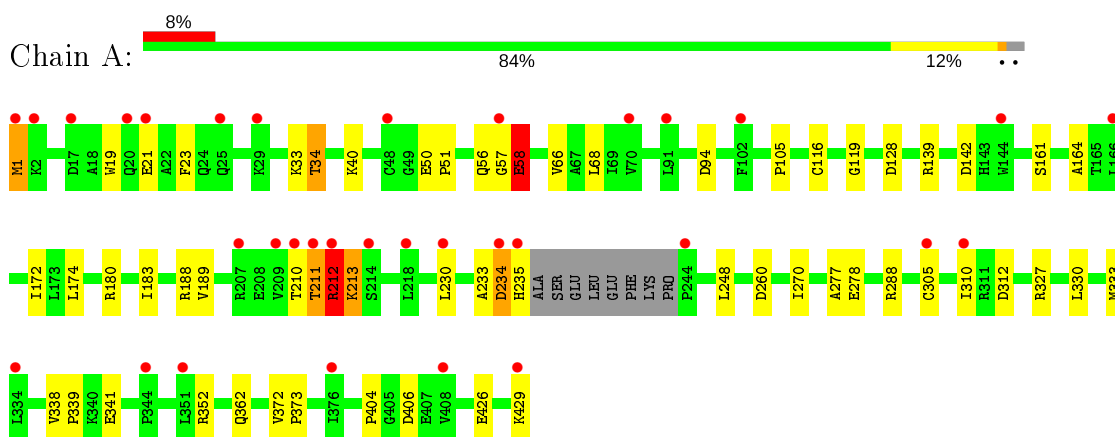 8%
Chain A:
84% 12% • •
M1 K2 D17 A18 W19 Q20 E21 A22 F23 Q24 Q25 K29 K33 T34 K40 C48 G49 E50 P51 Q56 G57 E58 V66 A67 L68 I69 V70 L91 D94 F102 P105 C116 G119 D128 R139 D142 H143 W144 S161 A164 T165 L166
I172 L173 L174 R180 I183 R188 V189 R207 E208 V209 T210 T211 R212 K213 S214 L218 L230 A233 D234 H235 ALA SER GLU LEU GLU PHE LYS PRO P244 L248 D260 I270 A277 E278 R288 C305 I310 R311 D312 R327 L330 M333
L334 V338 P339 K340 E341 P344 L351 R352 Q362 V372 P373 I376 P404 G405 D406 E407 V408 E426 K429